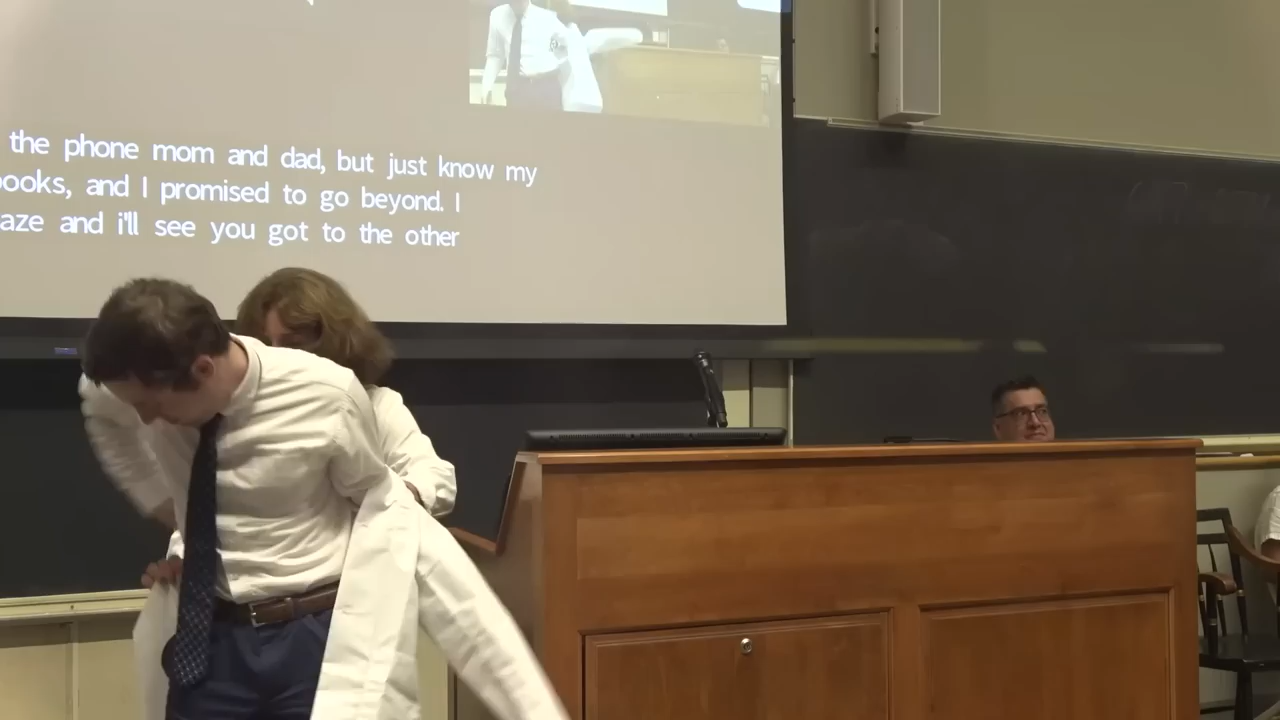 the phone mom and dad, but just know my
books, and I promised to go beyond. I
aze and i'll see you got to the other